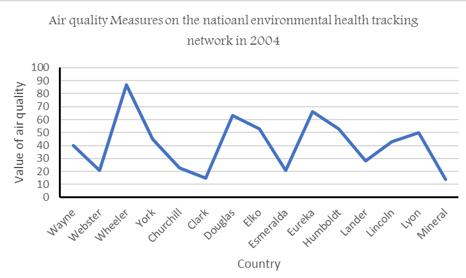 Air quality Measures on the natioanl environmental health tracking
network in 2004
Value of air quality
100
90
80
70
60
50
40
30
20
10
0
Wayne
Webster
Wheeler
York
Churchill
Clark
Douglas
Elko
Esmeralda
Eureka
Humboldt
Lander
Lincoln
Lyon
Mineral
Country